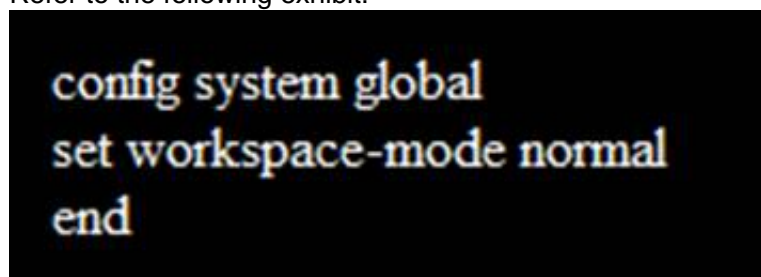 Refer to the following exhibit:
config system global
set workspace-mode normal
end